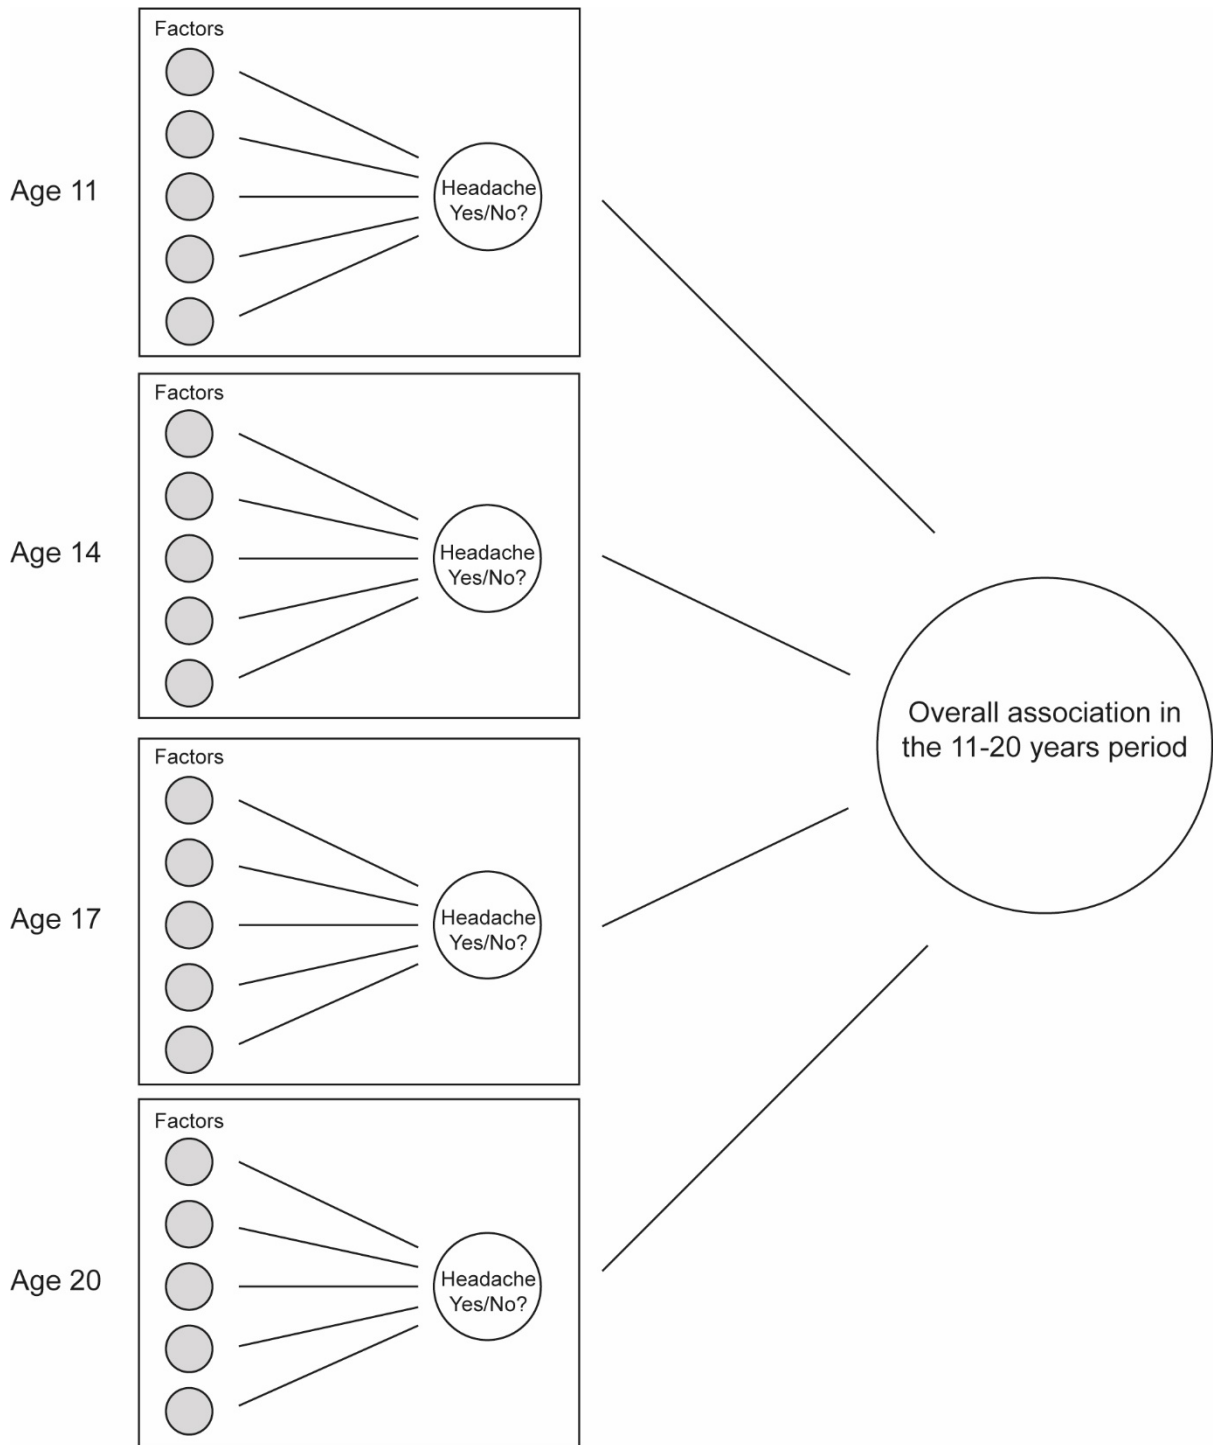 Factors
Age 11
Headache
Yes/No?
Factors
Age 14
Headache
Yes/No?
Overall association in
the 11-20 years period
Factors
Age 17
Headache
Yes/No?
Factors
Age 20
Headache
Yes/No?